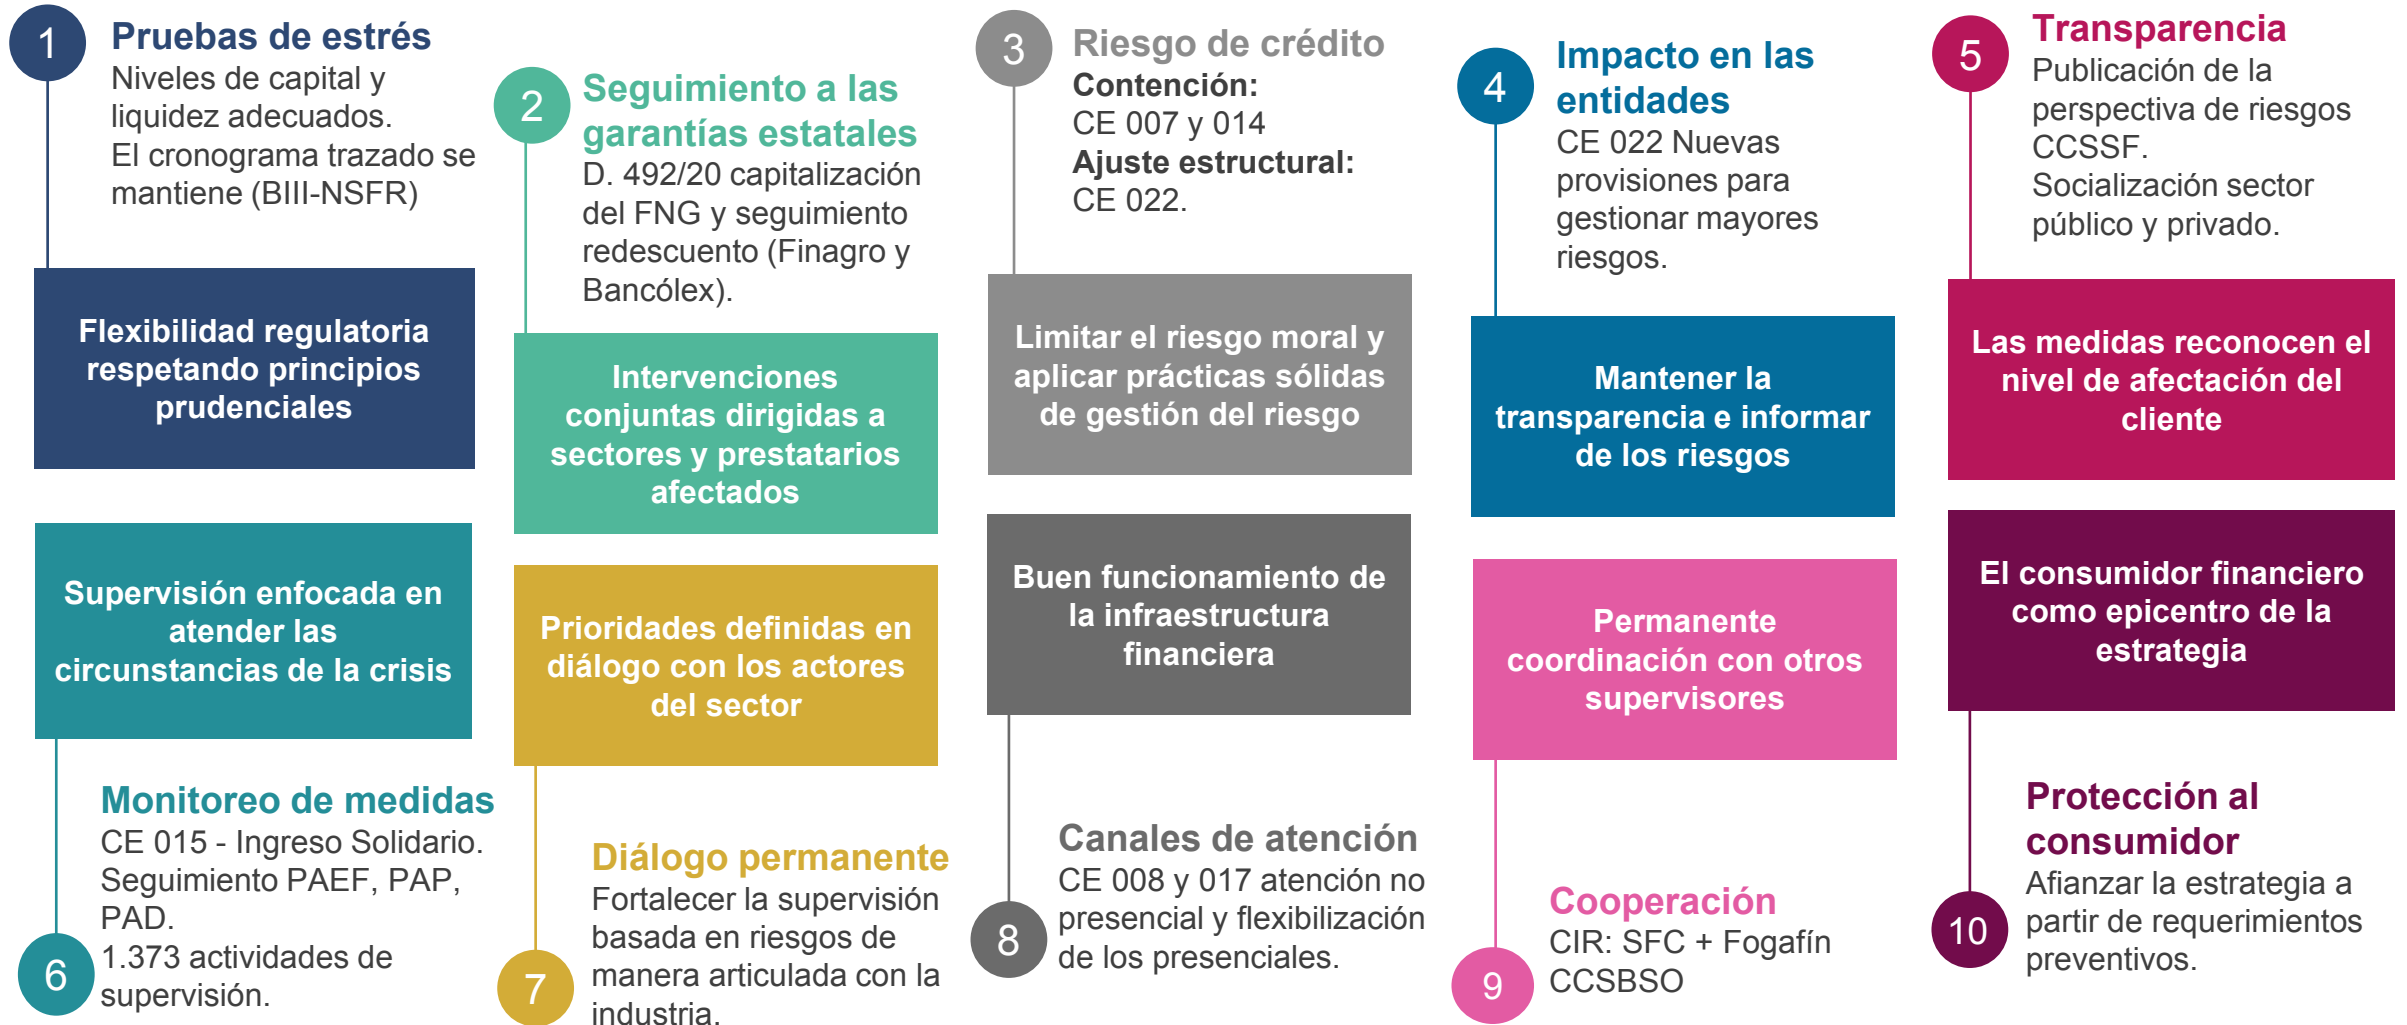 1
Pruebas de estrés
Niveles de capital y
liquidez adecuados.
El cronograma trazado se
mantiene (BIII-NSFR)
Flexibilidad regulatoria
respetando principios
prudenciales
2
Seguimiento a las
garantías estatales
D. 492/20 capitalización
del FNG y seguimiento
redescuento (Finagro y
Bancólex).
Intervenciones
conjuntas dirigidas a
sectores y prestatarios
afectados
3
Riesgo de crédito
Contención:
CE 007 y 014
Ajuste estructural:
CE 022.
Limitar el riesgo moral y
aplicar prácticas sólidas
de gestión del riesgo
4
Impacto en las
entidades
CE 022 Nuevas
provisiones para
gestionar mayores
riesgos.
Mantener la
transparencia e informar
de los riesgos
5
Transparencia
Publicación de la
perspectiva de riesgos
CCSSF.
Socialización sector
público y privado.
Las medidas reconocen el
nivel de afectación del
cliente
Supervisión enfocada en
atender las
circunstancias de la crisis
6
Monitoreo de medidas
CE 015 - Ingreso Solidario.
Seguimiento PAEF, PAP,
PAD.
1.373 actividades de
supervisión.
Prioridades definidas en
diálogo con los actores
del sector
7
Diálogo permanente
Fortalecer la supervisión
basada en riesgos de
manera articulada con la
industria.
Buen funcionamiento de
la infraestructura
financiera
8
Canales de atención
CE 008 y 017 atención no
presencial y flexibilización
de los presenciales.
Permanente
coordinación con otros
supervisores
9
Cooperación
CIR: SFC + Fogafín
CCSBSO
El consumidor financiero
como epicentro de la
estrategia
10
Protección al
consumidor
Afianzar la estrategia a
partir de requerimientos
preventivos.